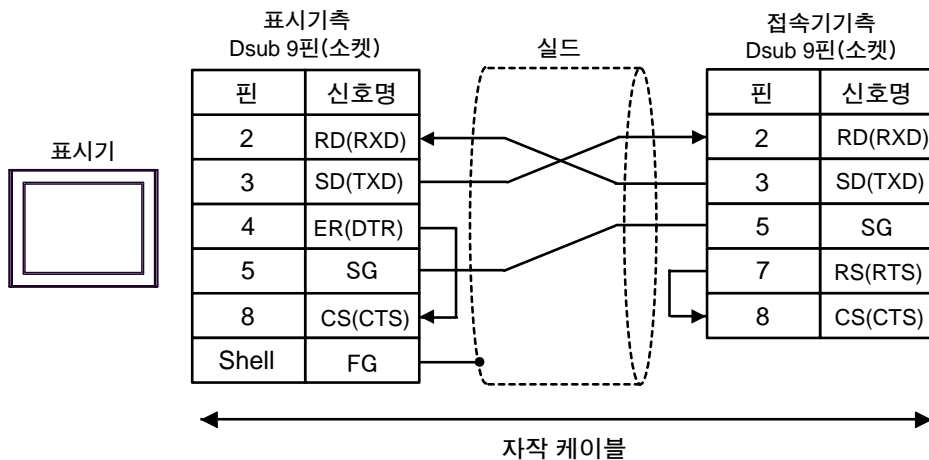 표시기측
Dsub 9핀(소켓)
실드
접속기기측
Dsub 9핀(소켓)
표시기
핀 신호명
2 RD(RXD)
3 SD(TXD)
4 ER(DTR)
5 SG
8 CS(CTS)
Shell FG
핀 신호명
2 RD(RXD)
3 SD(TXD)
5 SG
7 RS(RTS)
8 CS(CTS)
자작 케이블